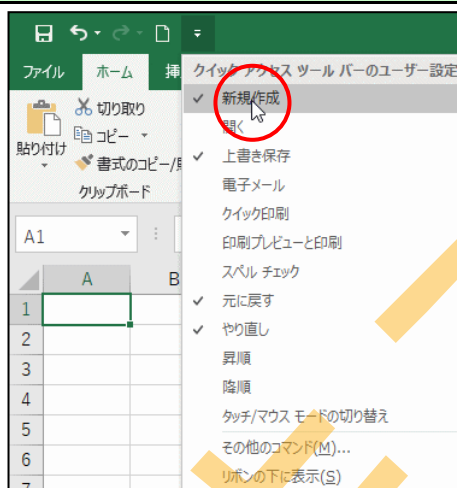 ファイル ホーム 挿
クイック アクセス ツール バーのユーザー設定
新規作成
切り取り
開く
コピー
上書き保存
貼り付け
書式のコピー/貼
電子メール
クリップボード
クイック印刷
A1
印刷プレビューと印刷
A B
スペル チェック
1
元に戻す
2
やり直し
3
昇順
4
降順
5
タッチ/マウス モードの切り替え
6
その他のコマンド(M)...
7
リボンの下に表示(S)